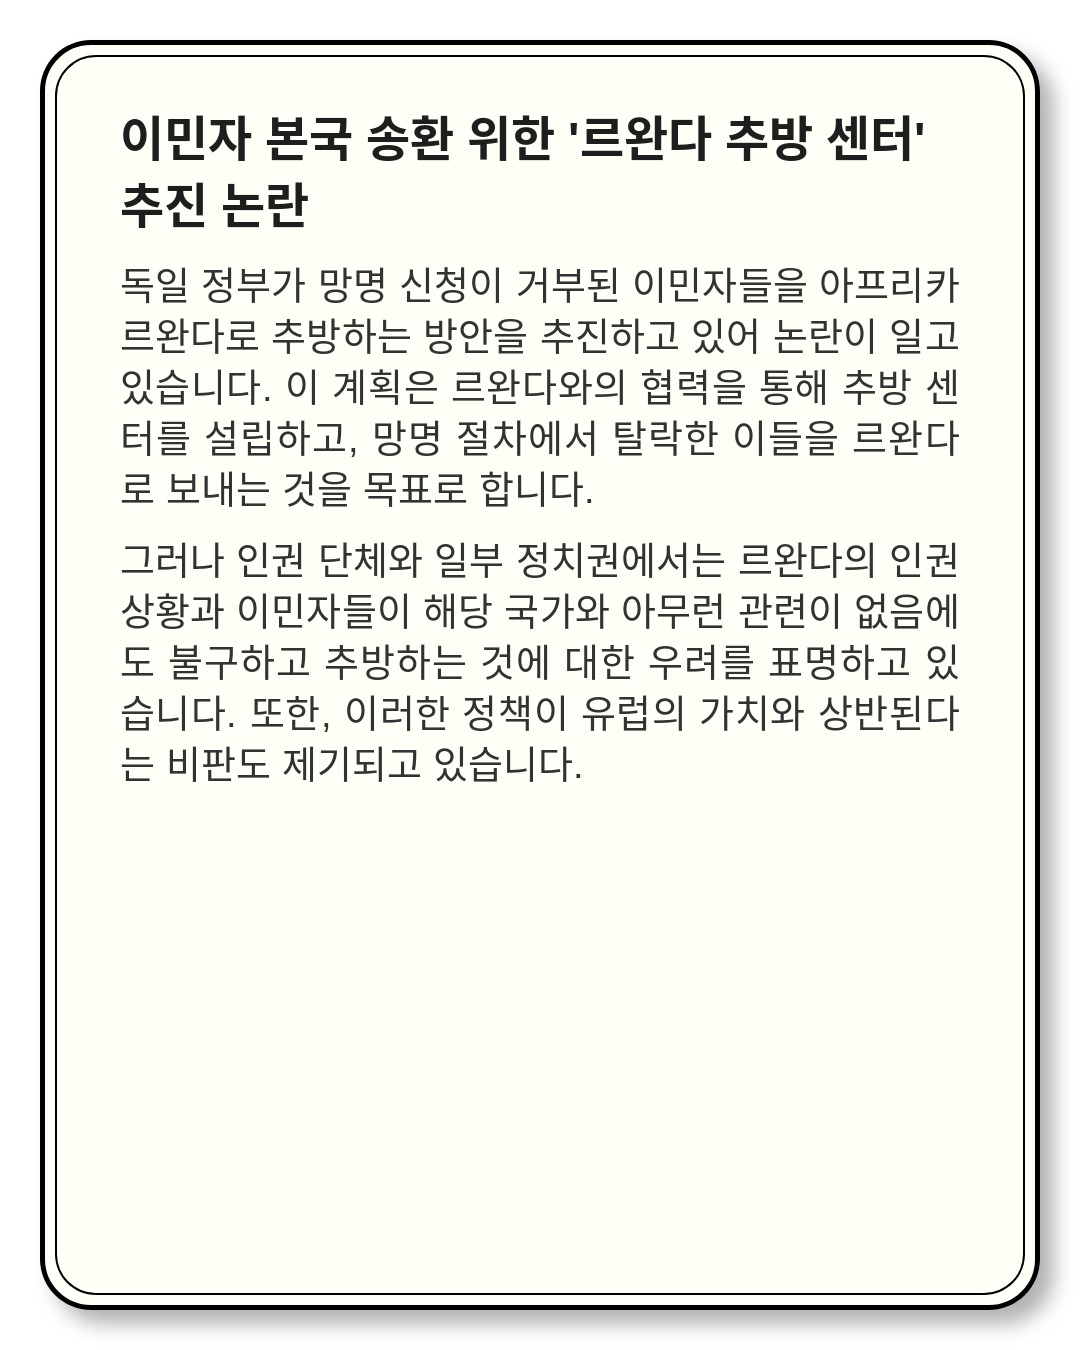 이민자 본국 송환 위한 '르완다 추방 센터'
추진 논란
독일 정부가 망명 신청이 거부된 이민자들을 아프리카
르완다로 추방하는 방안을 추진하고 있어 논란이 일고
있습니다. 이 계획은 르완다와의 협력을 통해 추방 센
터를 설립하고, 망명 절차에서 탈락한 이들을 르완다
로 보내는 것을 목표로 합니다.
그러나 인권 단체와 일부 정치권에서는 르완다의 인권
상황과 이민자들이 해당 국가와 아무런 관련이 없음에
도 불구하고 추방하는 것에 대한 우려를 표명하고 있
습니다. 또한, 이러한 정책이 유럽의 가치와 상반된다
는 비판도 제기되고 있습니다.